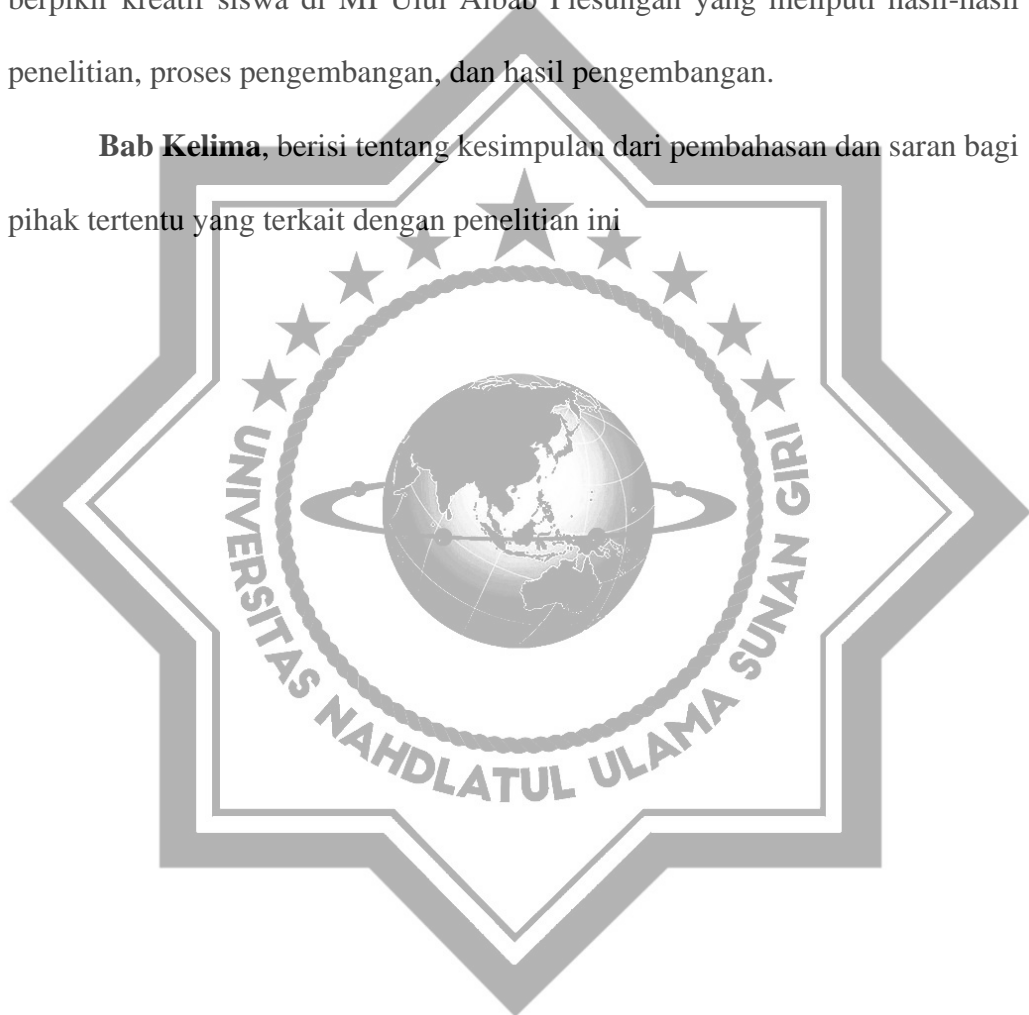 berpikir kreatif siswa di MI Ulul Albab Plesungan yang meliputi hasil-hasil
penelitian, proses pengembangan, dan hasil pengembangan.
Bab Kelima, berisi tentang kesimpulan dari pembahasan dan saran bagi
pihak tertentu yang terkait dengan penelitian ini
UNIVERSITAS NAHDLATUL ULAMA SUNAN GIRI